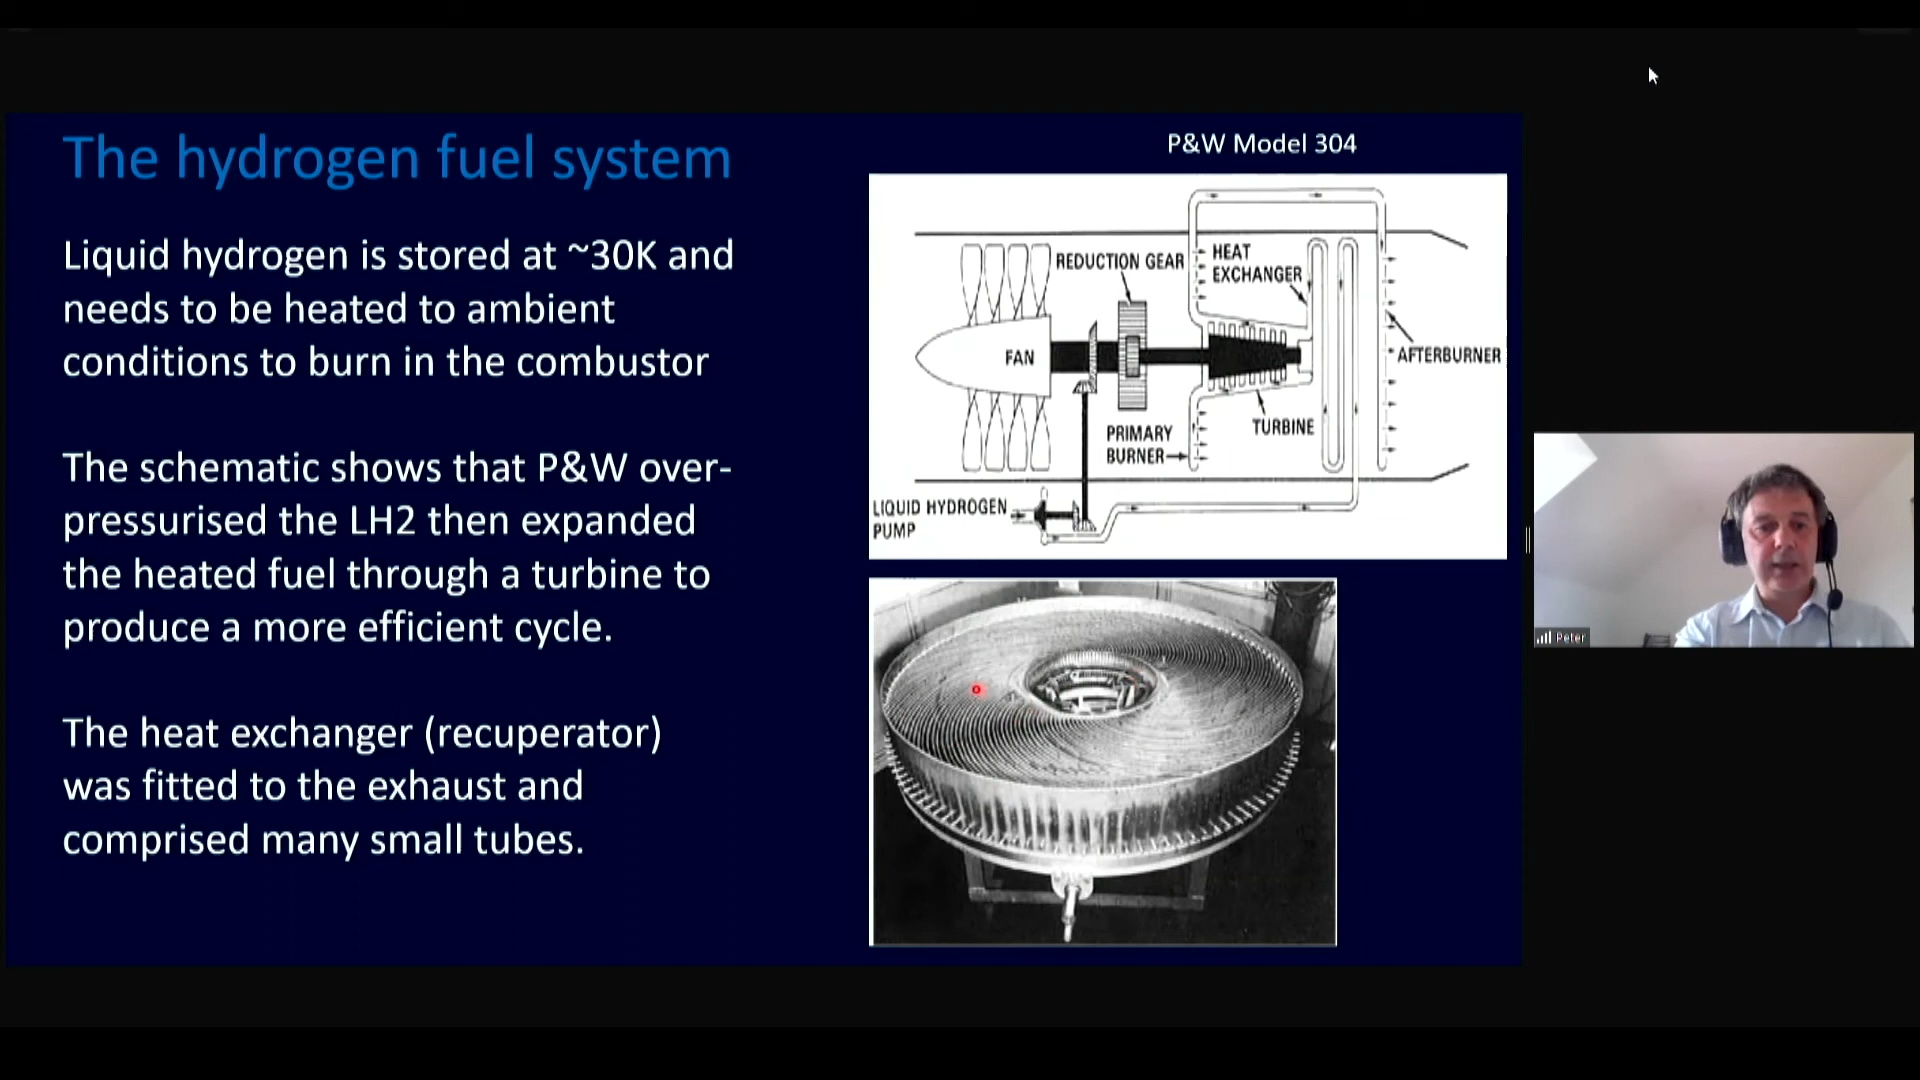 The hydrogen fuel system
Liquid hydrogen is stored at ~30K and
needs to be heated to ambient
conditions to burn in the combustor
The schematic shows that P&W over-
pressurised the LH2 then expanded
the heated fuel through a turbine to
produce a more efficient cycle.
The heat exchanger (recuperator)
was fitted to the exhaust and
comprised many small tubes.
P&W Model 304
REDUCTION GEAR
HEAT
EXCHANGER
FAN
AFTERBURNER
TURBINE
PRIMARY
BURNER
LIQUID HYDROGEN
PUMP
Peter